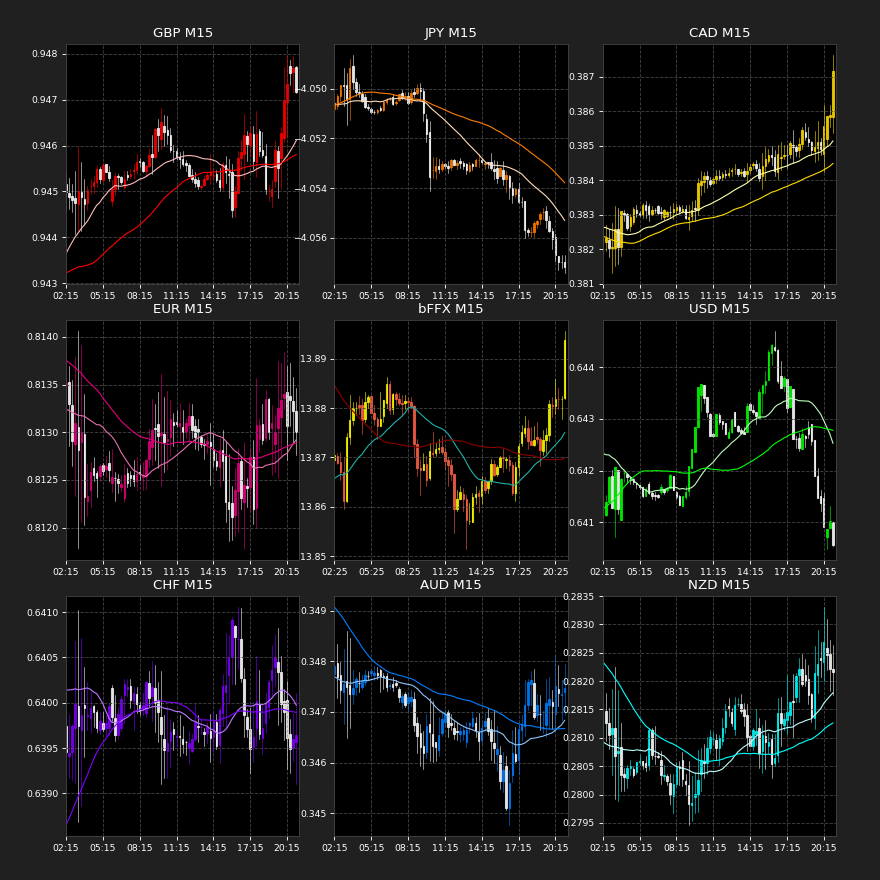 GBP M15
0.948
0.947
0.946
0.945
0.944
0.943
02:15 05:15 08:15 11:15 14:15 17:15 20:15
JPY M15
−4.050
−4.052
−4.054
−4.056
02:15 05:15 08:15 11:15 14:15 17:15 20:15
CAD M15
0.387
0.386
0.385
0.384
0.383
0.382
0.381
02:15 05:15 08:15 11:15 14:15 17:15 20:15
EUR M15
0.8140
0.8135
0.8130
0.8125
0.8120
02:15 05:15 08:15 11:15 14:15 17:15 20:15
bFFX M15
13.89
13.88
13.87
13.86
13.85
02:25 05:25 08:25 11:25 14:25 17:20 20:25
USD M15
0.644
0.643
0.642
0.641
02:15 05:15 08:15 11:15 14:15 17:15 20:15
CHF M15
0.6410
0.6405
0.6400
0.6395
0.6390
02:15 05:15 08:15 11:15 14:15 17:15 20:15
AUD M15
0.349
0.348
0.347
0.346
0.345
02:15 05:15 08:15 11:15 14:15 17:15 20:15
NZD M15
0.2835
0.2830
0.2825
0.2820
0.2815
0.2810
0.2805
0.2800
0.2795
02:15 05:15 08:15 11:15 14:15 17:15 20:15